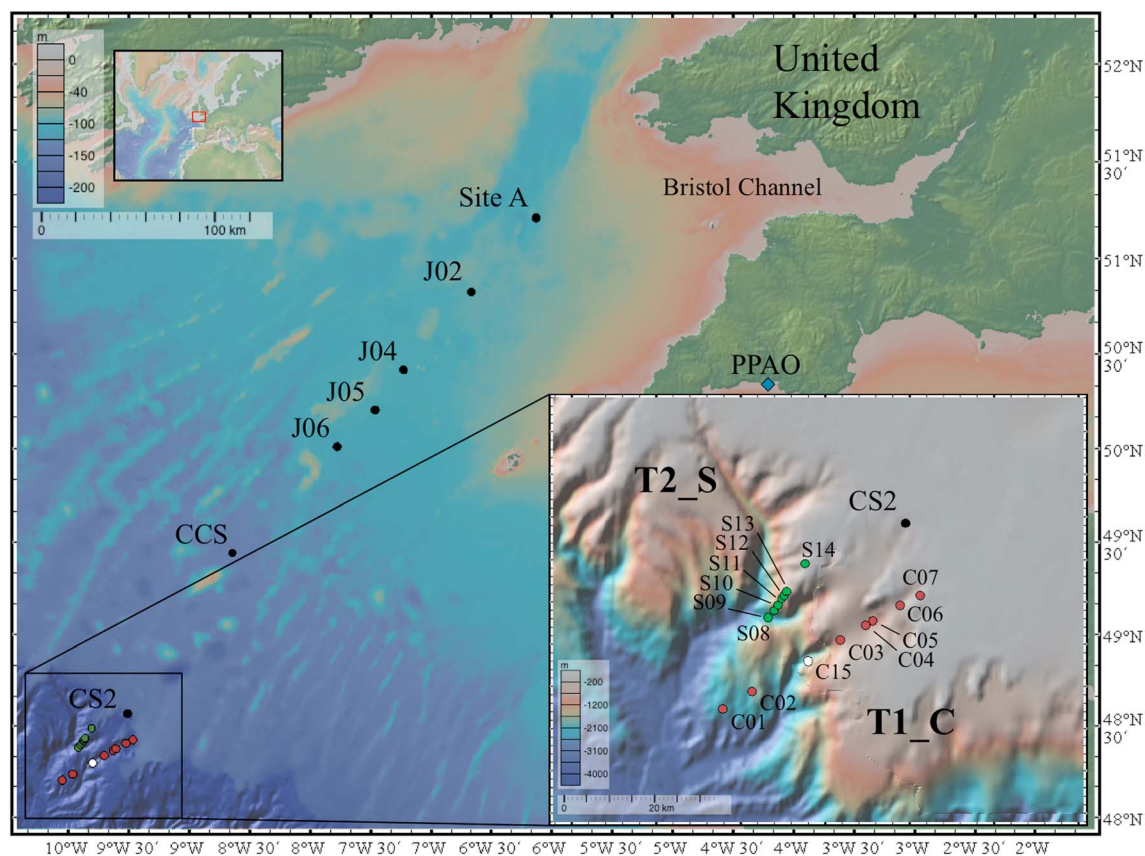 m
0
-40
-100
-150
-200
0
100 km
United
Kingdom
Bristol Channel
Site A
J02
J04
J05
J06
PPAO
CCS
CS2
T2_S
CS2
S13
S12
S11
S10
S09
S08
S14
C07
C06
C05
C04
C03
C15
C02
C01
T1_C
m
-200
-1200
-2100
-3100
-4000
0
20 km
52°N
51°N
30′
51°N
50°N
30′
50°N
49°N
30′
49°N
48°N
30′
48°N
10°W 9°W 30′ 9°W 8°W 30′ 8°W 7°W 30′ 7°W 6°W 30′ 6°W 5°W 30′ 5°W 4°W 30′ 4°W 3°W 30′ 3°W 2°W 30′ 2°W